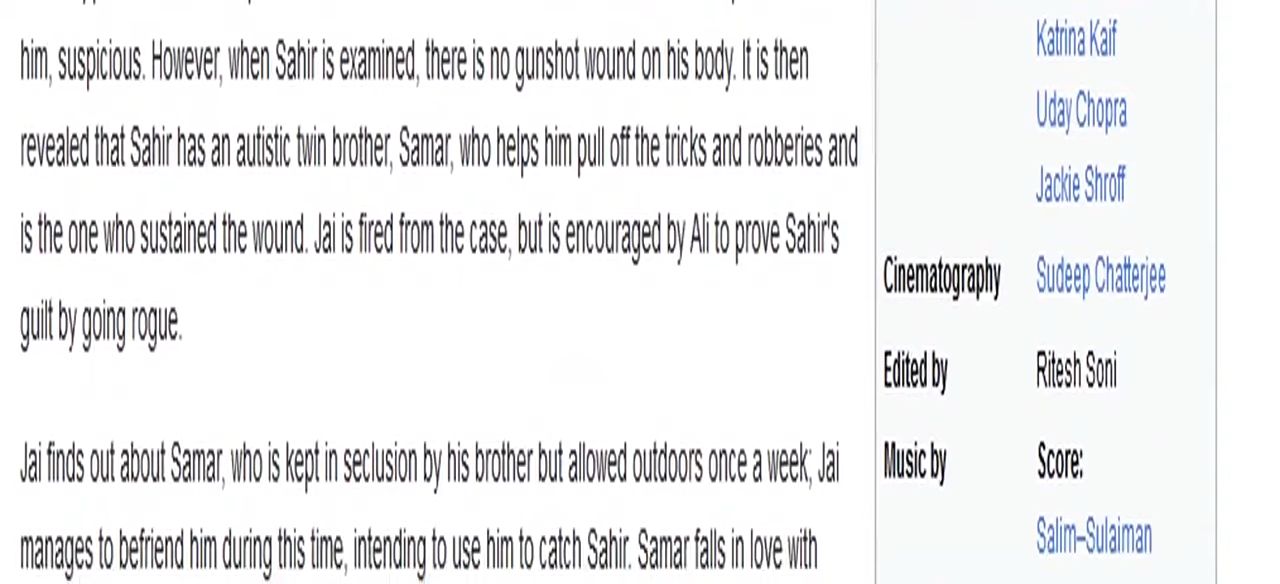 him, suspicious. However, when Sahir is examined, there is no gunshot wound on his body. It is then
revealed that Sahir has an autistic twin brother, Samar, who helps him pull off the tricks and robberies and
is the one who sustained the wound. Jai is fired from the case, but is encouraged by Ali to prove Sahir's
guilt by going rogue.
Jai finds out about Samar, who is kept in seclusion by his brother but allowed outdoors once a week; Jai
manages to befriend him during this time, intending to use him to catch Sahir. Samar falls in love with
Katrina Kaif
Uday Chopra
Jackie Shroff
Cinematography Sudeep Chatterjee
Edited by Ritesh Soni
Music by Score:
Salim–Sulaiman